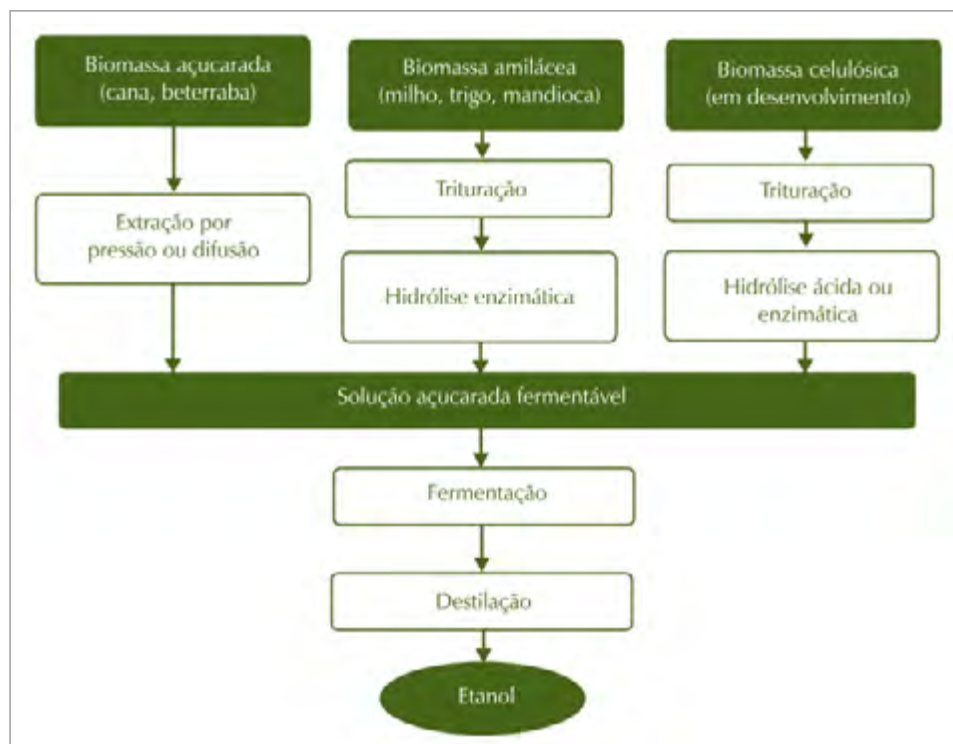 Biomassa açucarada
(cana, beterraba)
Biomassa amilácea
(milho, trigo, mandioca)
Biomassa celulósica
(em desenvolvimento)
Trituração
Trituração
Extração por
pressão ou difusão
Hidrólise enzimática
Hidrólise ácida ou
enzimática
Solução açucarada fermentável
Fermentação
Destilação
Etanol